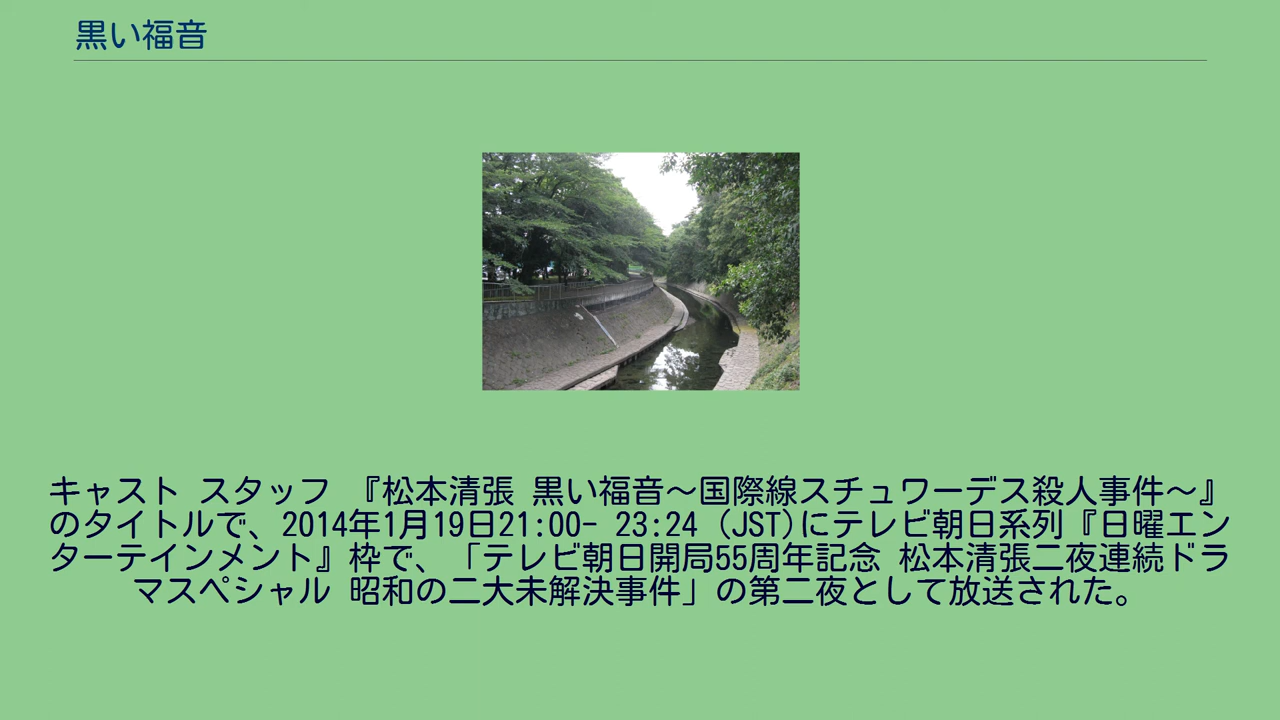 黒い福音
キャスト スタッフ 『松本清張 黒い福音～国際線スチュワーデス殺人事件～』
のタイトルで、2014年1月19日21:00- 23:24 (JST)にテレビ朝日系列『日曜エン
ターテインメント』枠で、「テレビ朝日開局55周年記念 松本清張二夜連続ドラ
マスペシャル 昭和の二大未解決事件」の第二夜として放送された。